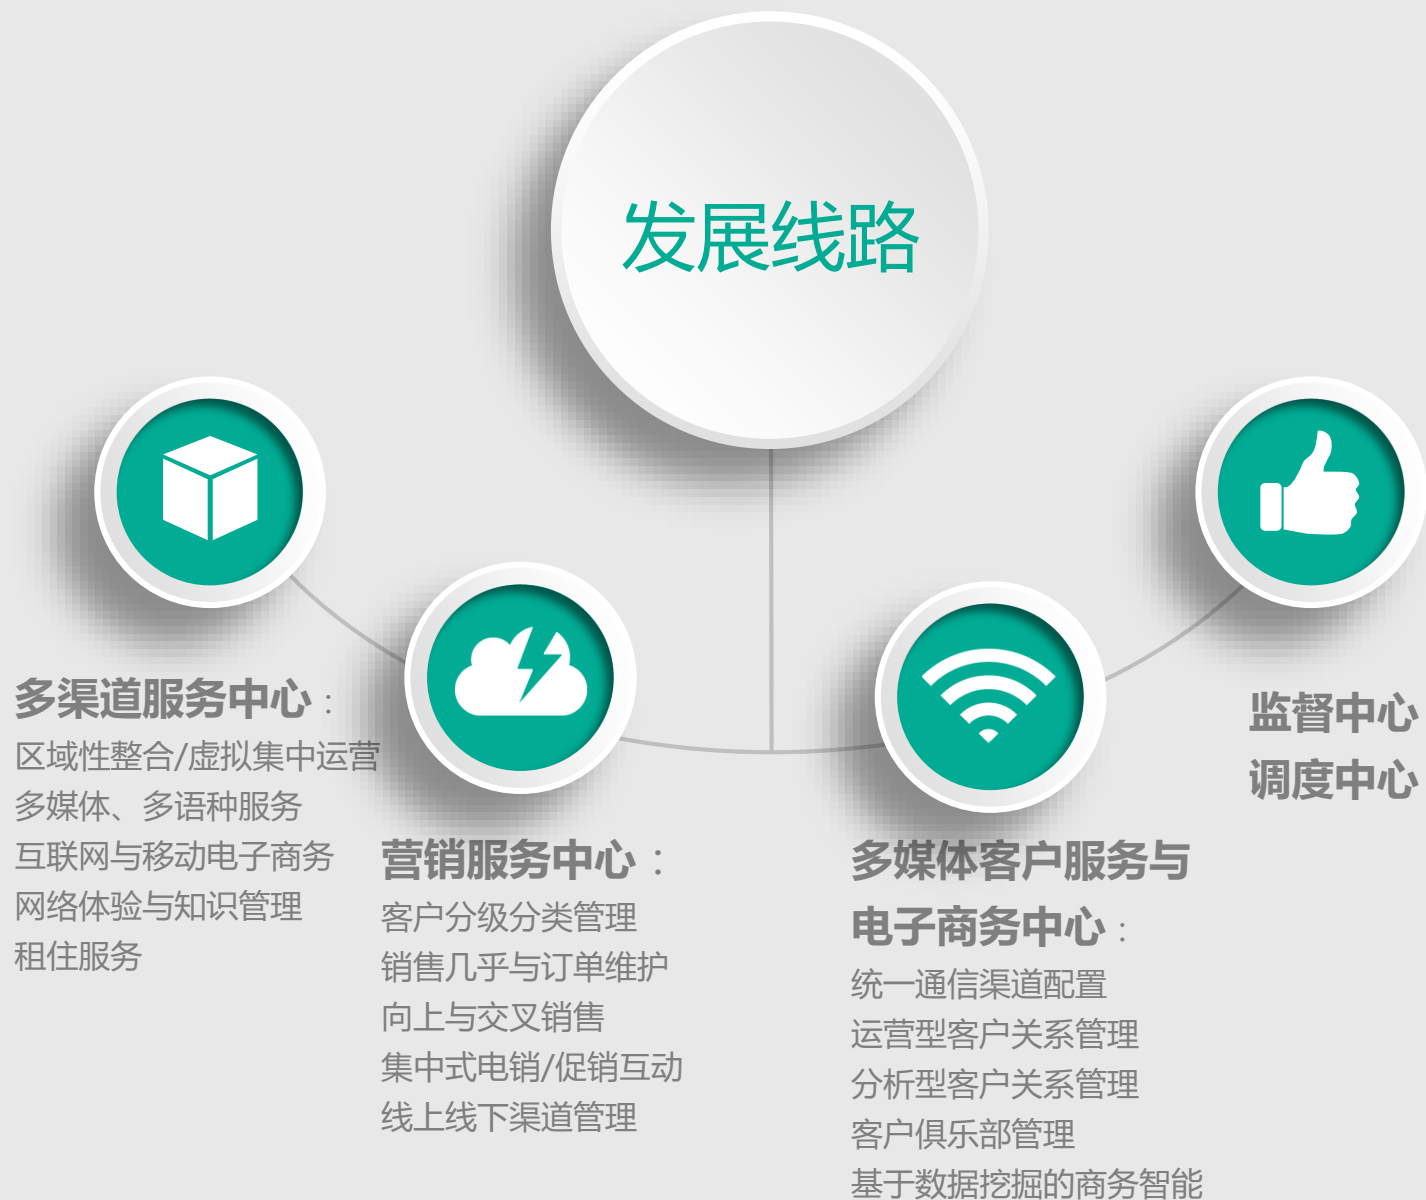 发展线路
多渠道服务中心：
区域性整合/虚拟集中运营
多媒体、多语种服务
互联网与移动电子商务
网络体验与知识管理
租住服务
营销服务中心：
客户分级分类管理
销售几乎与订单维护
向上与交叉销售
集中式电销/促销互动
线上线下渠道管理
多媒体客户服务与
电子商务中心：
统一通信渠道配置
运营型客户关系管理
分析型客户关系管理
客户俱乐部管理
基于数据挖掘的商务智能
监督中心
调度中心